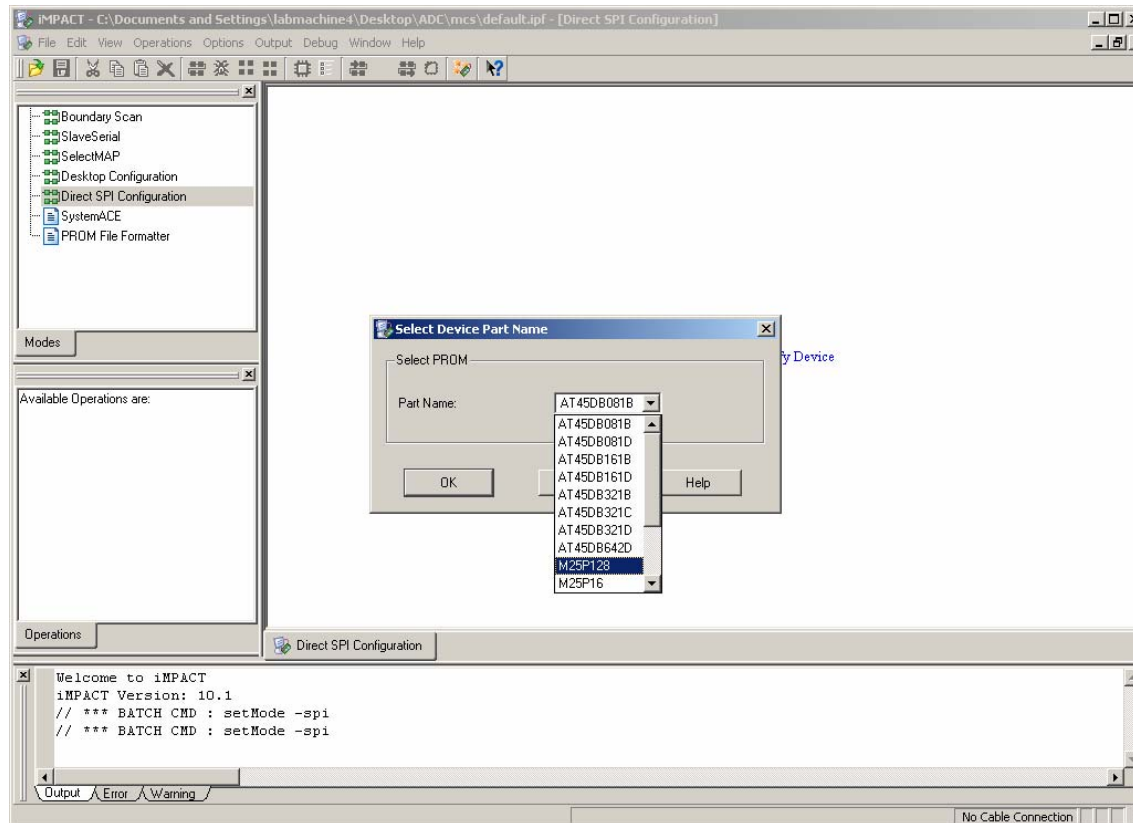 iMPACT - C:\Documents and Settings\labmachine4\Desktop\ADC\mcs\default.ipf - [Direct SPI Configuration]
File Edit View Operations Options Output Debug Window Help
Boundary Scan
SlaveSerial
SelectMAP
Desktop Configuration
Direct SPI Configuration
SystemACE
PROM File Formatter
Modes
Available Operations are:
Operations
Select Device Part Name
Select PROM
Part Name:
AT45DB081B
AT45DB081B
AT45DB081D
AT45DB161B
AT45DB161D
AT45DB321B
AT45DB321C
AT45DB321D
AT45DB642D
M25P128
M25P16
OK
Help
Device
Direct SPI Configuration
Welcome to iMPACT
iMPACT Version: 10.1
// *** BATCH CMD : setMode -spi
// *** BATCH CMD : setMode -spi
Output Error Warning
No Cable Connection